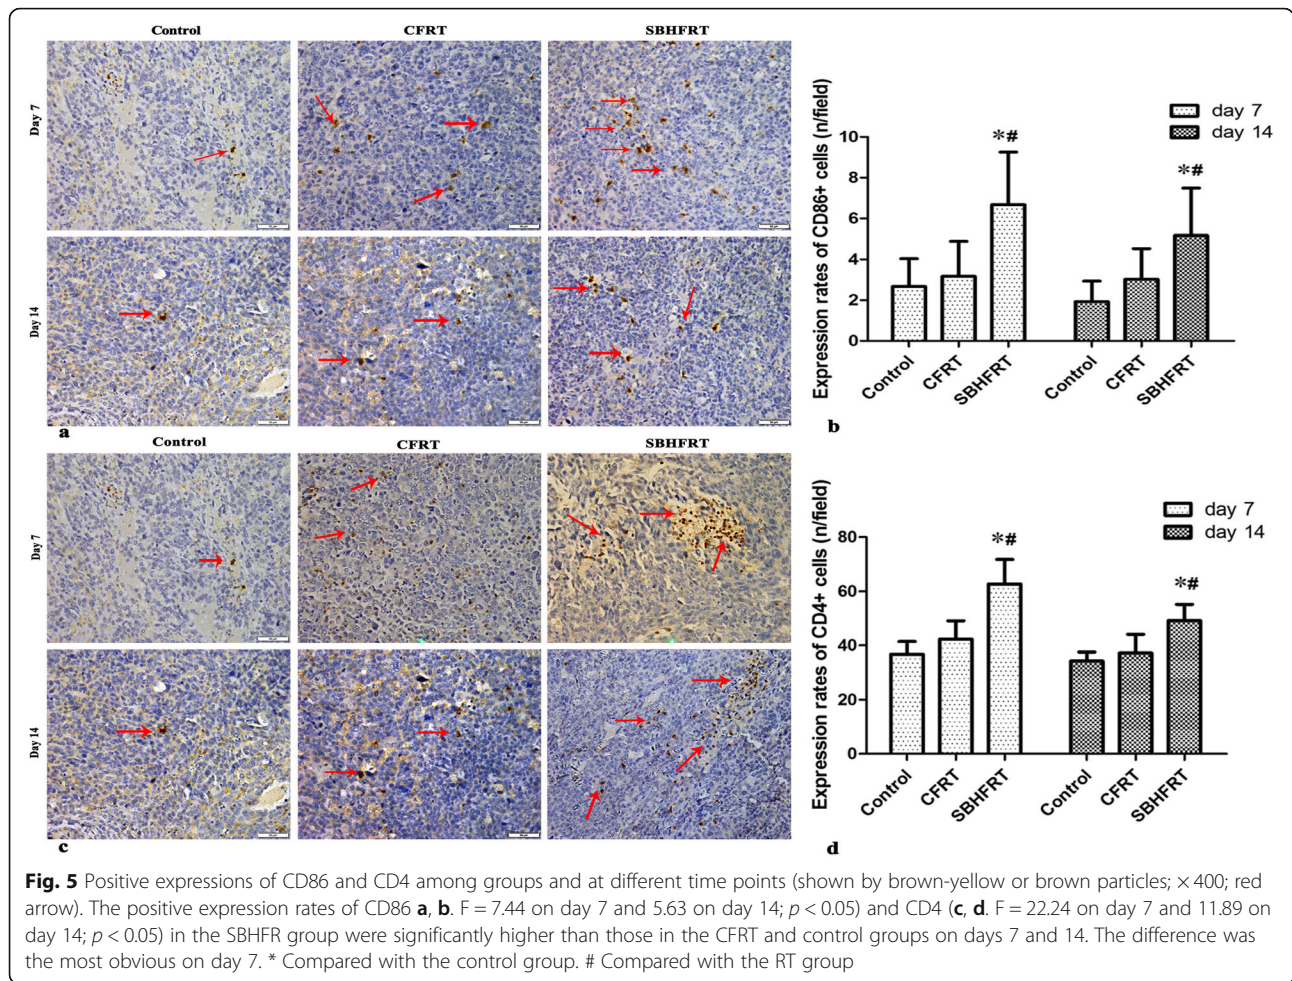 Control CFRT SBHFRT
Day 7
Day 14
a
Expression rates of CD86+ cells (n/field)
day 7
day 14
10
8
6
4
2
0
*#
*#
Control CFRT SBHFRT Control CFRT SBHFRT
b
Control CFRT SBHFRT
Day 7
Day 14
c
Expression rates of CD4+ cells (n/field)
day 7
day 14
80
60
40
20
0
*#
*#
Control CFRT SBHFRT Control CFRT SBHFRT
d
Fig. 5 Positive expressions of CD86 and CD4 among groups and at different time points (shown by brown-yellow or brown particles; × 400; red
arrow). The positive expression rates of CD86 a, b. F = 7.44 on day 7 and 5.63 on day 14; p < 0.05) and CD4 (c, d. F = 22.24 on day 7 and 11.89 on
day 14; p < 0.05) in the SBHFR group were significantly higher than those in the CFRT and control groups on days 7 and 14. The difference was
the most obvious on day 7. * Compared with the control group. # Compared with the RT group